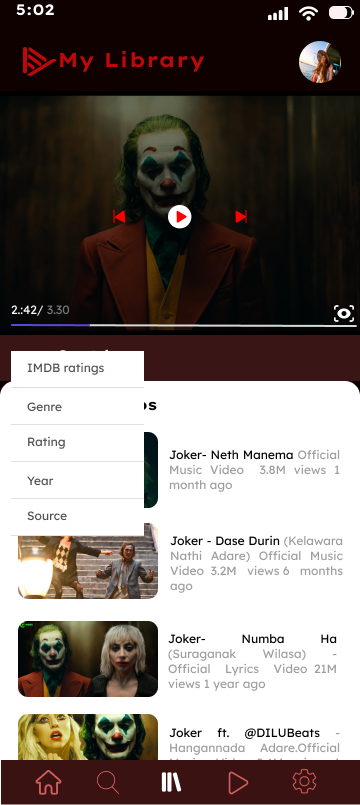 5:02
My Library
2.:42/ 3.30
IMDB ratings
Genre
Rating
Year
Source
os
Joker- Neth Manema Official
Music Video 3.8M views 1
month ago
Joker - Dase Durin (Kelawara
Nathi Adare) Official Music
Video 3.2M views 6 months
ago
Joker- Numba Ha
(Suraganak Wilasa) -
Official Lyrics Video 21M
views 1 year ago
Joker ft. @DILUBeats -
Hangannada Adare.Official